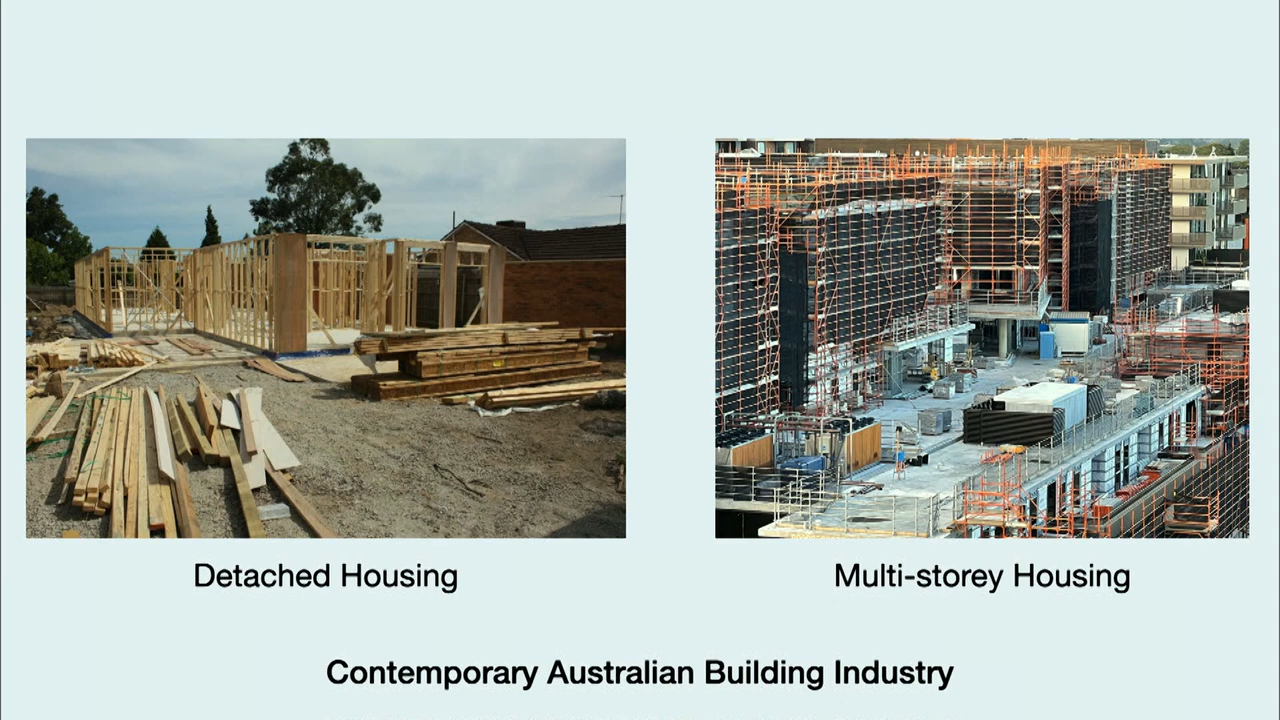 Detached Housing
Multi-storey Housing
Contemporary Australian Building Industry